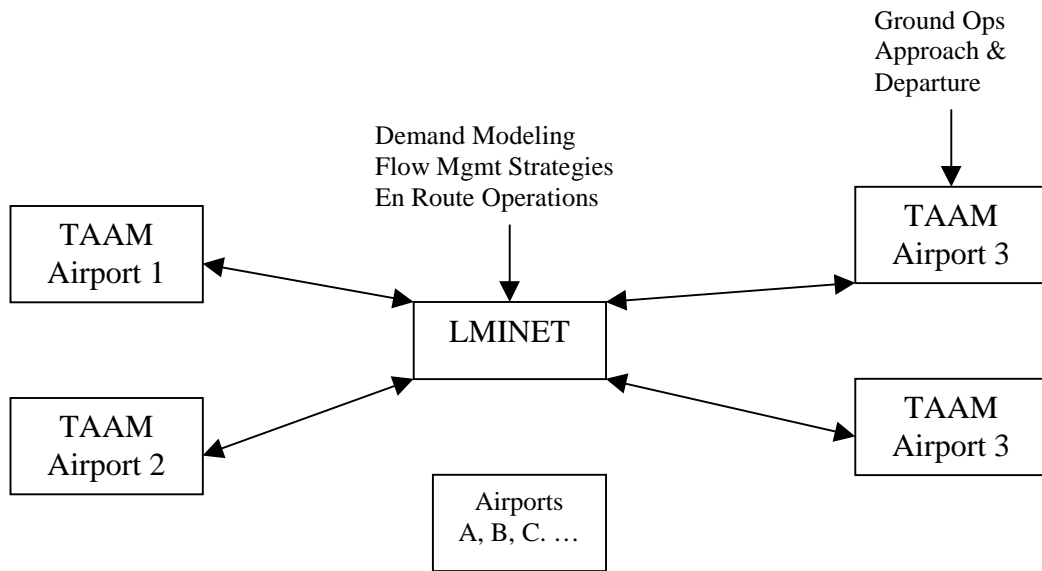 Ground Ops
Approach &
Departure
Demand Modeling
Flow Mgmt Strategies
En Route Operations
TAAM
Airport 1
TAAM
Airport 3
LMINET
TAAM
Airport 2
TAAM
Airport 3
Airports
A, B, C. …